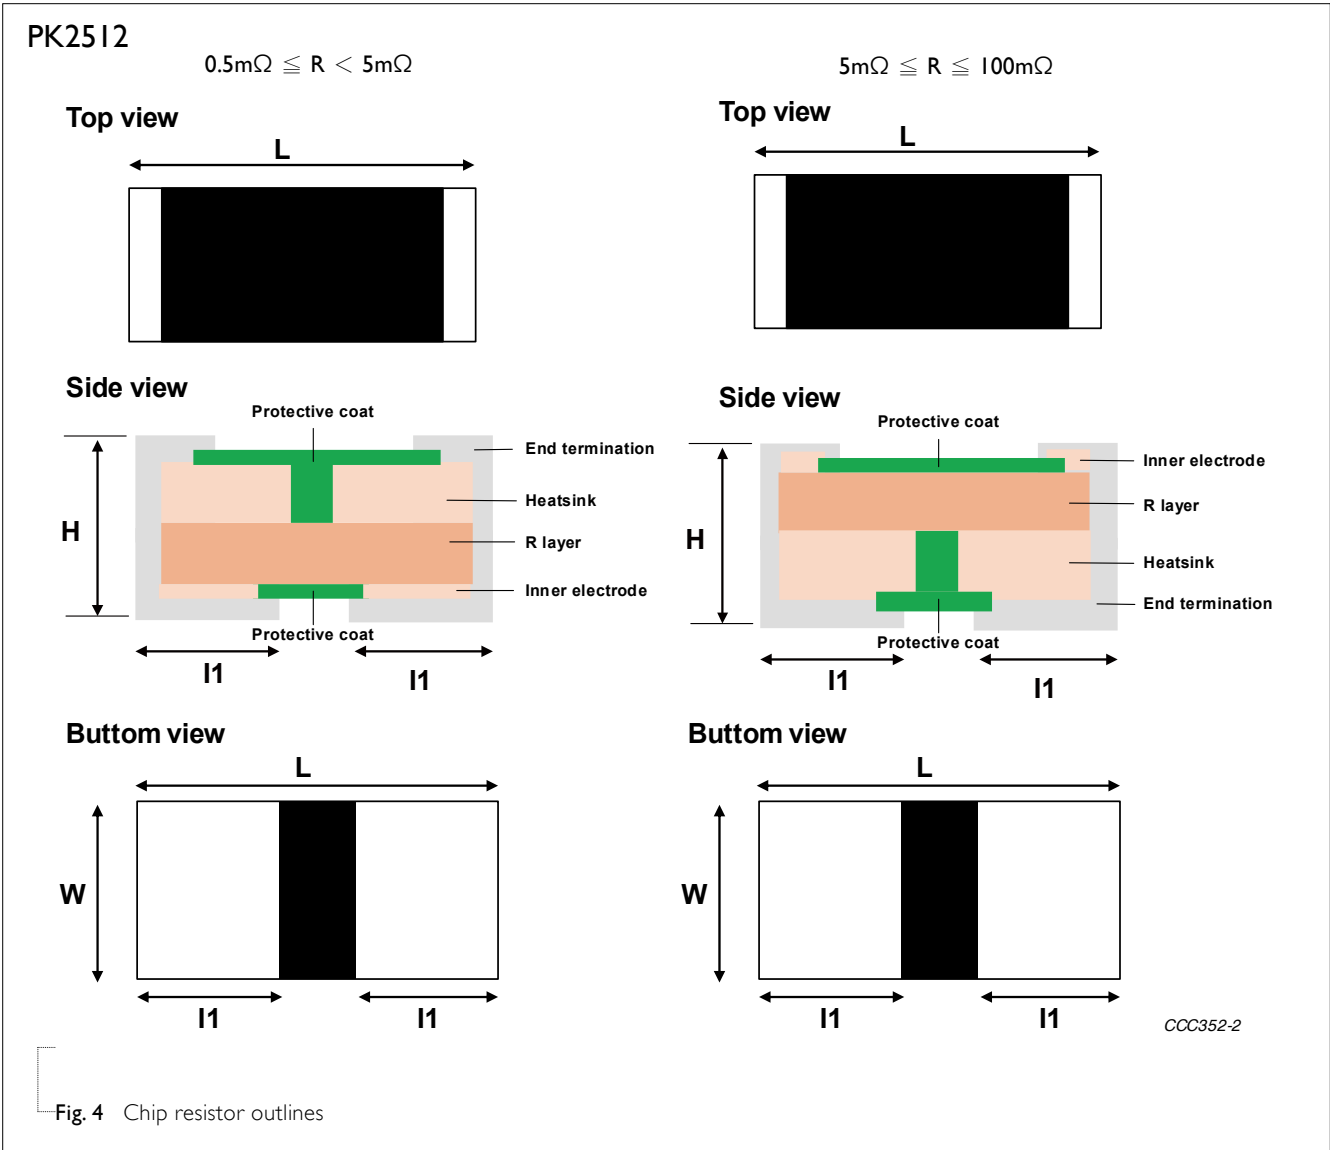 PK2512
0.5mΩ ≦ R < 5mΩ
Top view
L
Side view
Protective coat
End termination
Heatsink
R layer
Inner electrode
Protective coat
H
l1
l1
Buttom view
L
W
l1
l1
5mΩ ≦ R ≦ 100mΩ
Top view
L
Side view
Protective coat
Inner electrode
R layer
Heatsink
End termination
Protective coat
H
l1
l1
Buttom view
L
W
l1
l1
CCC352-2
Fig. 4 Chip resistor outlines